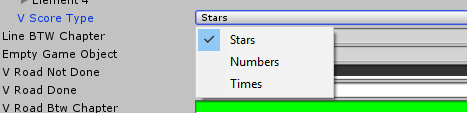 Element 4
V Score Type Stars
Line BTW Chapter Stars
Empty Game Object Numbers
V Road Not Done
V Road Done Times
V Road Btw Chapter